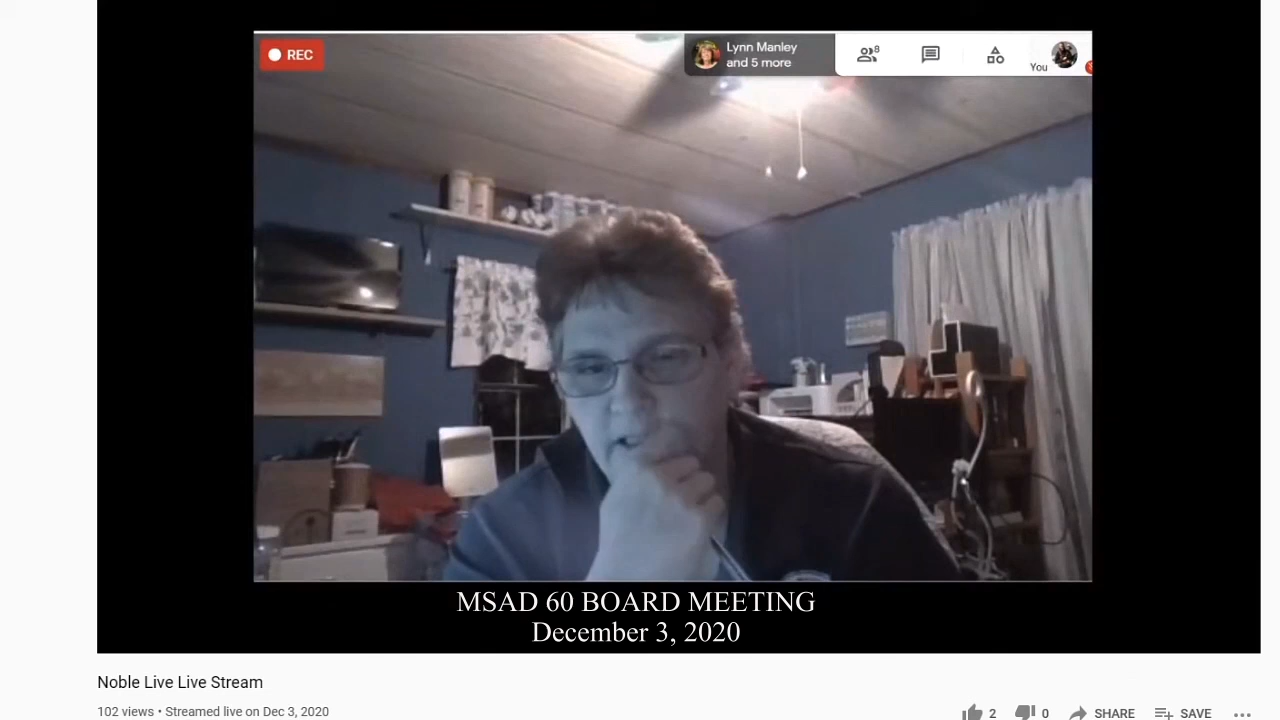 REC
Lynn Manley
and 5 more
8
You
MSAD 60 BOARD MEETING
December 3, 2020
Noble Live Live Stream
102 views • Streamed live on Dec 3, 2020
2
0
SHARE
SAVE